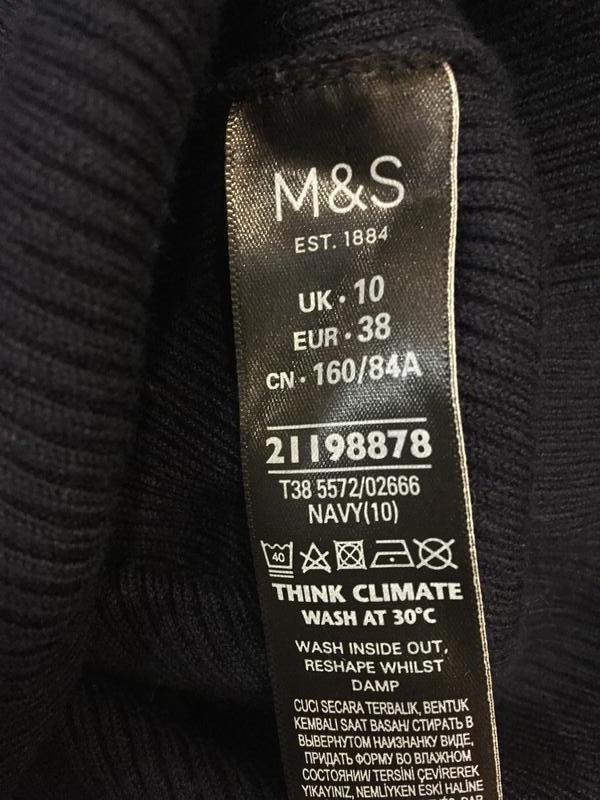 M&S
EST. 1884
UK · 10
EUR · 38
CN · 160/84A
21198878
T38 5572/02666
NAVY(10)
40
THINK CLIMATE
WASH AT 30°C
WASH INSIDE OUT,
RESHAPE WHILST
DAMP
CUCI SECARA TERBALIK, BENTUK
KEMBALI SAAT BASAH/ СТИРАТЬ В
ВЫВЕРНУТОМ НАИЗНАНКУ ВИДЕ,
ПРИДАТЬ ФОРМУ ВО ВЛАЖНОМ
СОСТОЯНИИ/ TERSİNİ ÇEVİREREK
YIKAYINIZ, NEMLİYKEN ESKİ HALİNE